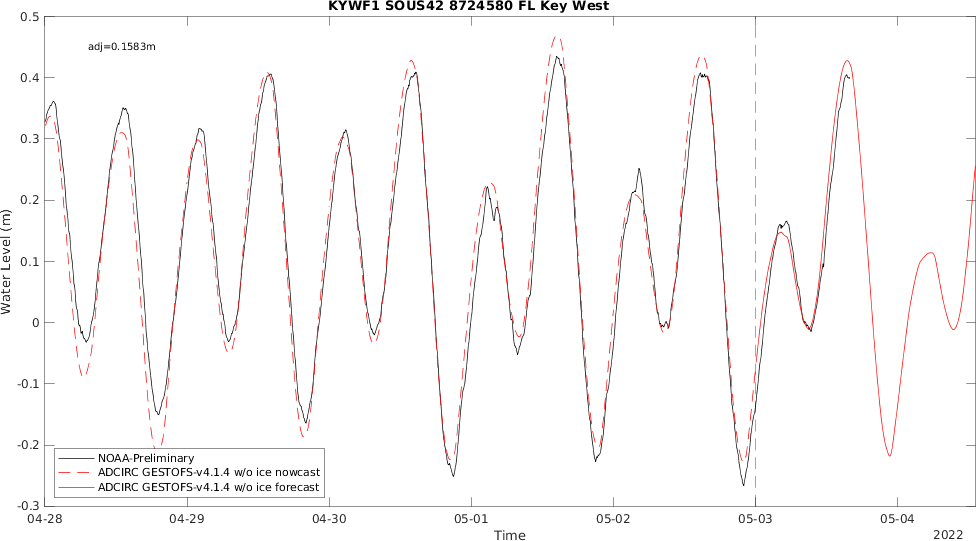 KYWF1 SOUS42 8724580 FL Key West
adj=0.1583m
0.5
0.4
0.3
0.2
0.1
0
-0.1
-0.2
-0.3
Water Level (m)
NOAA-Preliminary
ADCIRC GESTOFS-v4.1.4 w/o ice nowcast
ADCIRC GESTOFS-v4.1.4 w/o ice forecast
04-28 04-29 04-30 05-01 05-02 05-03 05-04
Time
2022